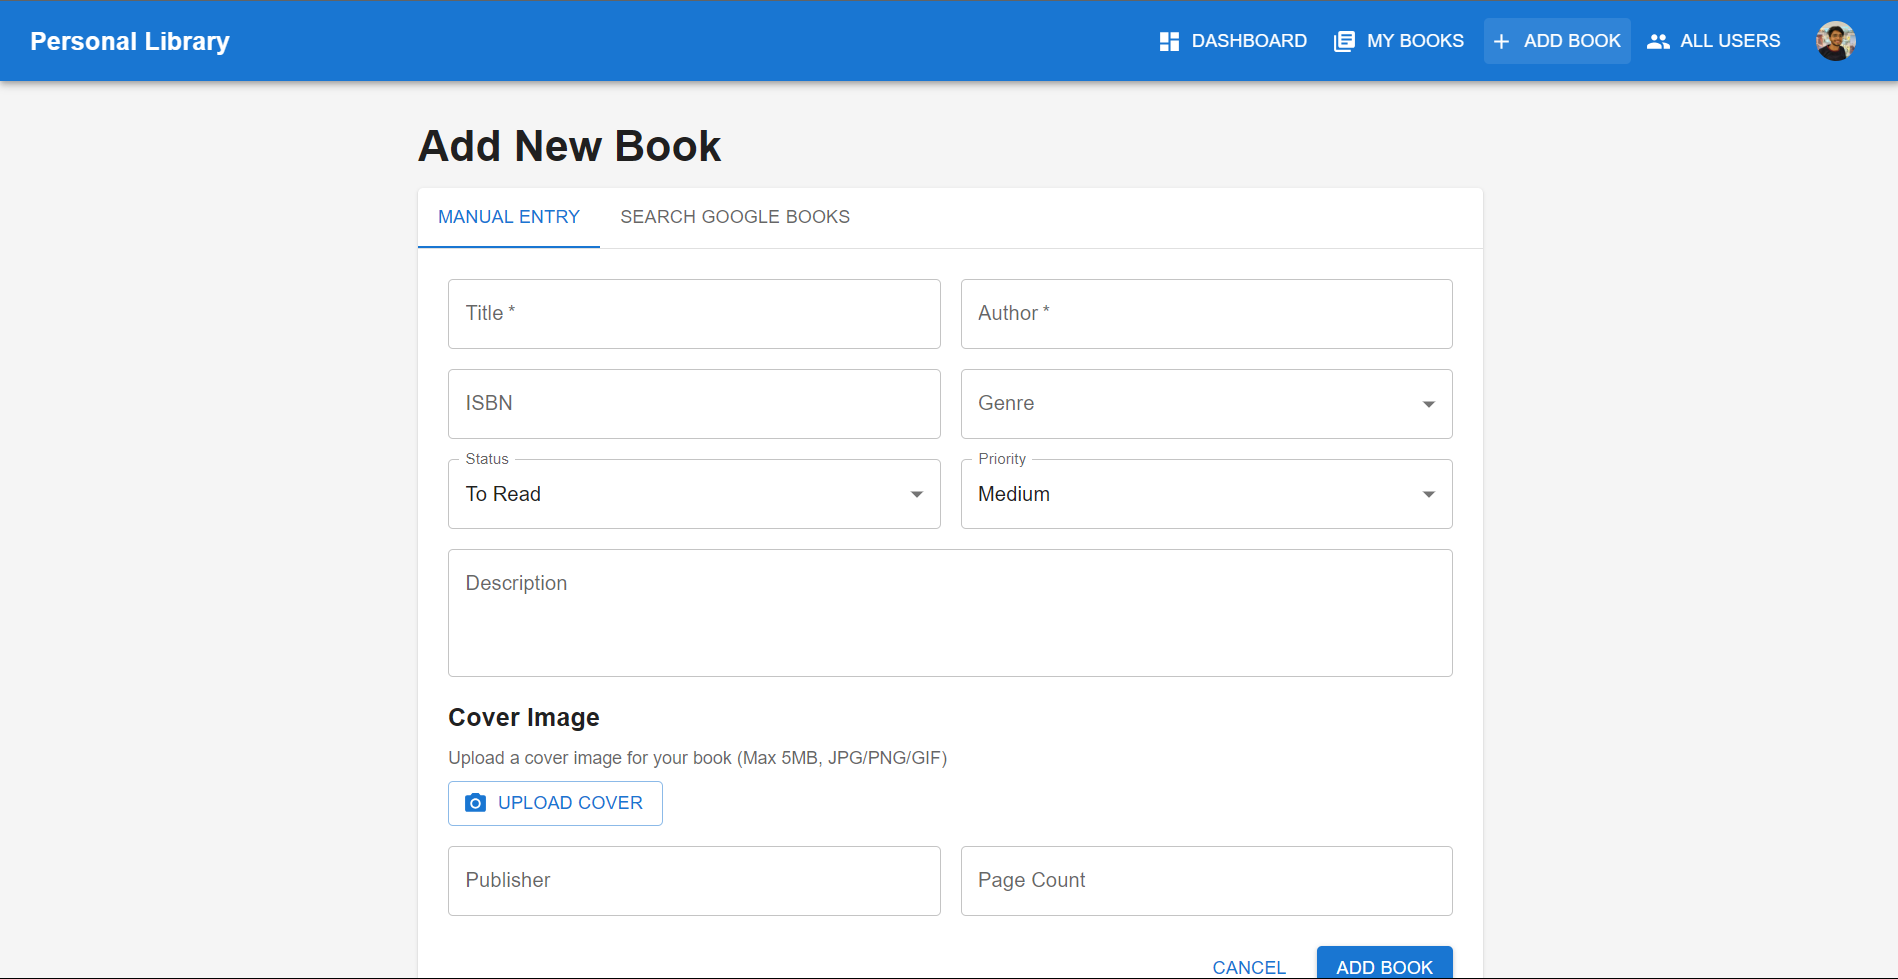 Personal Library
DASHBOARD MY BOOKS ADD BOOK ALL USERS
Add New Book
MANUAL ENTRY SEARCH GOOGLE BOOKS
Title * Author *
ISBN Genre
Status Priority
To Read Medium
Description
Cover Image
Upload a cover image for your book (Max 5MB, JPG/PNG/GIF)
UPLOAD COVER
Publisher Page Count
CANCEL ADD BOOK